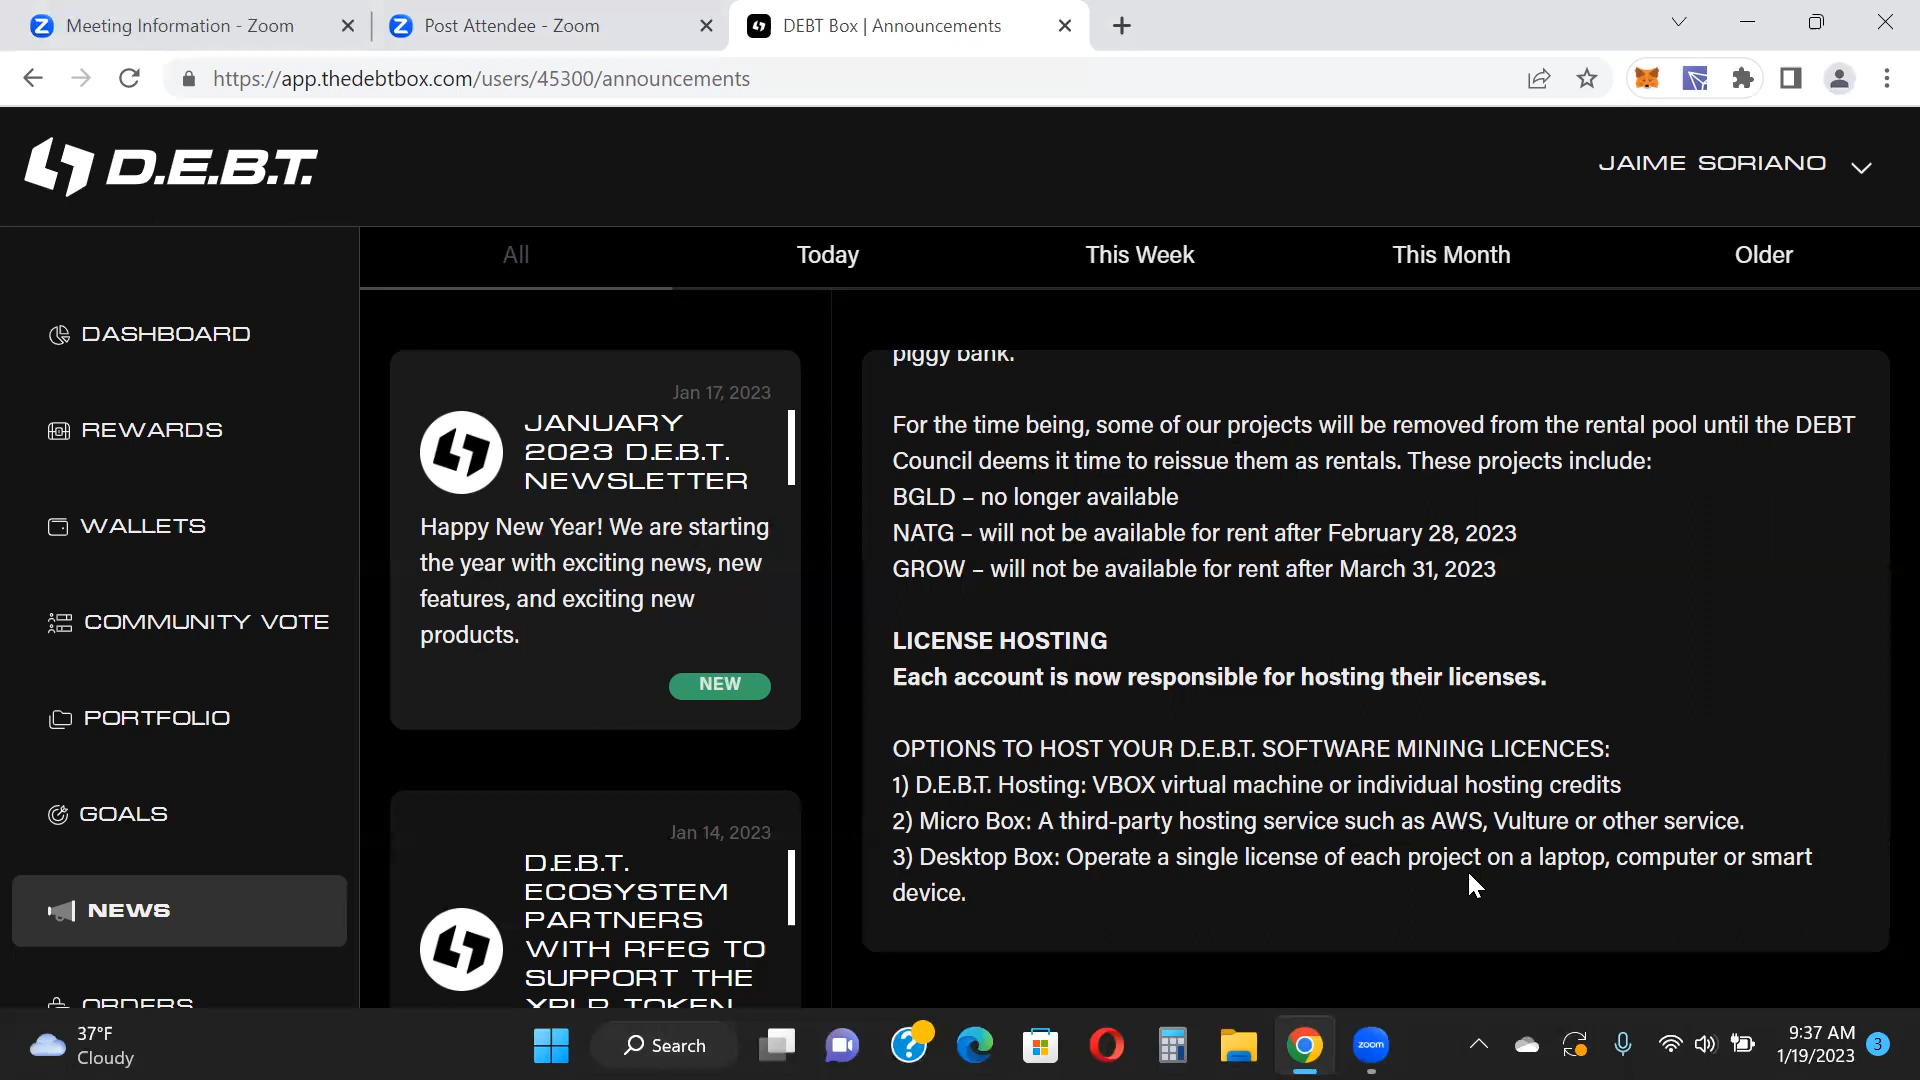 Meeting Information - Zoom
Post Attendee - Zoom
DEBT Box | Announcements
https://app.thedebtbox.com/users/45300/announcements
D.E.B.T.
JAIME SORIANO
All
Today
This Week
This Month
Older
DASHBOARD
REWARDS
WALLETS
COMMUNITY VOTE
PORTFOLIO
GOALS
NEWS
ORDERS
Jan 17, 2023
JANUARY
2023 D.E.B.T.
NEWSLETTER
Happy New Year! We are starting
the year with exciting news, new
features, and exciting new
products.
NEW
Jan 14, 2023
D.E.B.T.
ECOSYSTEM
PARTNERS
WITH RFEG TO
SUPPORT THE
XPLR TOKEN
piggy bank.
For the time being, some of our projects will be removed from the rental pool until the DEBT
Council deems it time to reissue them as rentals. These projects include:
BGLD – no longer available
NATG – will not be available for rent after February 28, 2023
GROW – will not be available for rent after March 31, 2023
LICENSE HOSTING
Each account is now responsible for hosting their licenses.
OPTIONS TO HOST YOUR D.E.B.T. SOFTWARE MINING LICENCES:
1) D.E.B.T. Hosting: VBOX virtual machine or individual hosting credits
2) Micro Box: A third-party hosting service such as AWS, Vulture or other service.
3) Desktop Box: Operate a single license of each project on a laptop, computer or smart
device.
37°F
Cloudy
Search
zoom
9:37 AM
1/19/2023
3